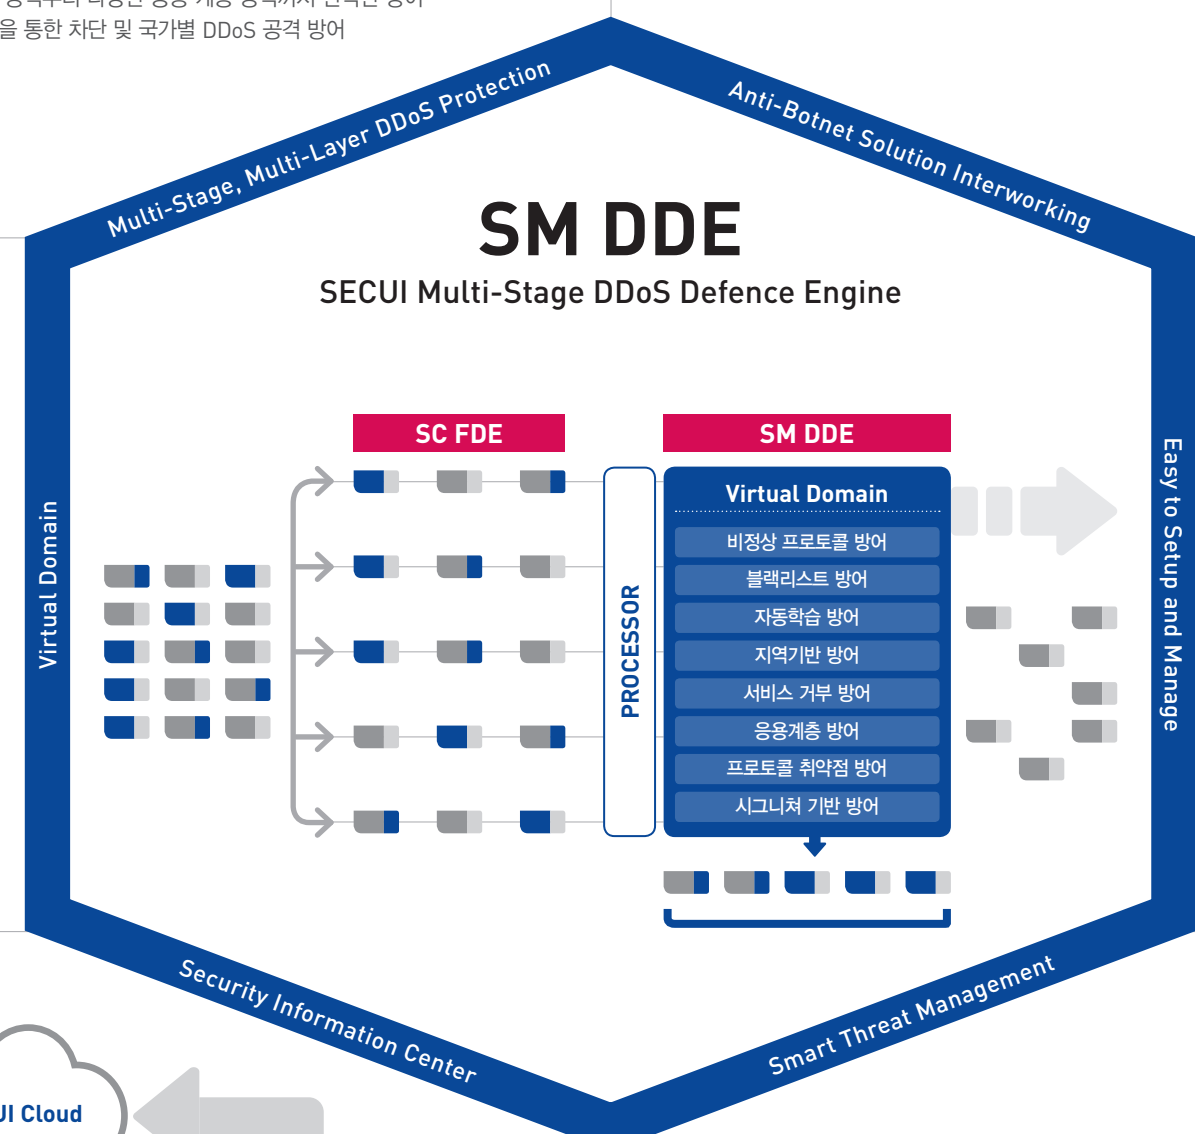 을 통한 차단 및 국가별 DDoS 공격 방어
Multi-Stage, Multi-Layer DDoS Protection
Anti-Botnet Solution Interworking
SM DDE
SECUI Multi-Stage DDoS Defence Engine
SC FDE
SM DDE
Virtual Domain
PROCESSOR
Virtual Domain
비정상 프로토콜 방어
블랙리스트 방어
자동학습 방어
지역기반 방어
서비스 거부 방어
응용계층 방어
프로토콜 취약점 방어
시그니쳐 기반 방어
Easy to Setup and Manage
Security Information Center
Smart Threat Management
UI Cloud